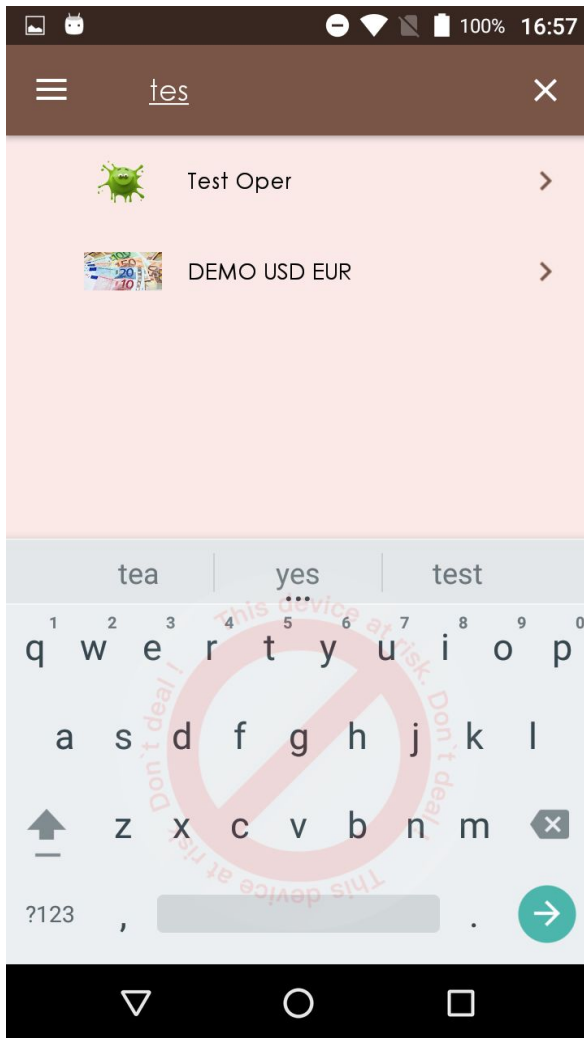 100% 16:57
tes
Test Oper
DEMO USD EUR
tea yes test
This device at risk. Don`t deal !
This device at risk. Don`t deal !
1 2 3 4 5 6 7 8 9 0
q w e r t y u i o p
a s d f g h j k l
z x c v b n m
?123 , .